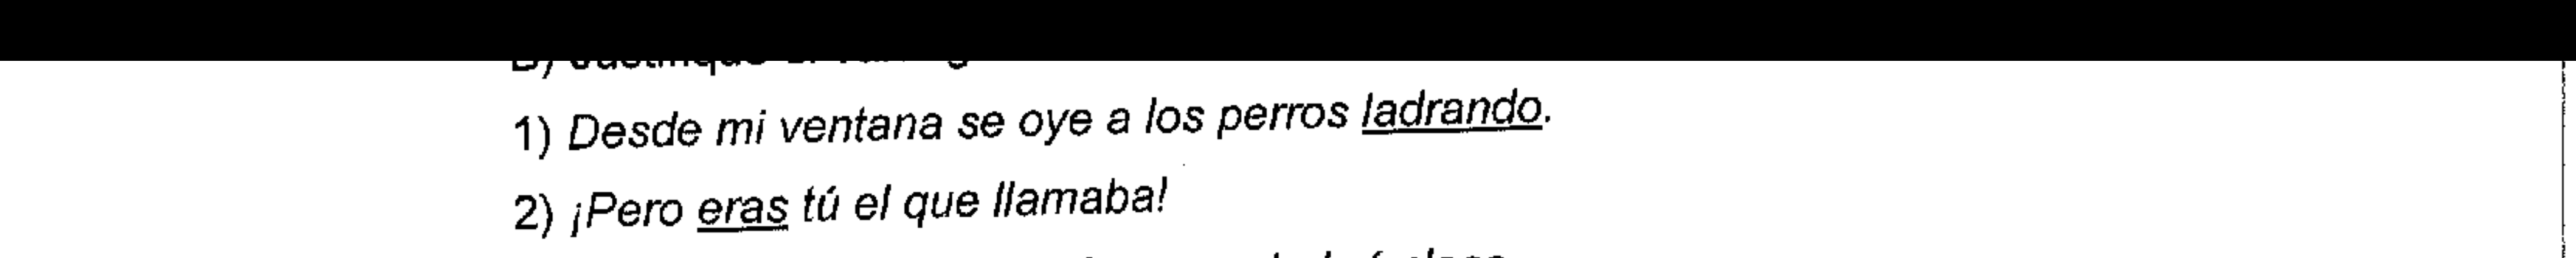 1) Desde mi ventana se oye a los perros ladrando.
2) ¡Pero eras tú el que llamaba!